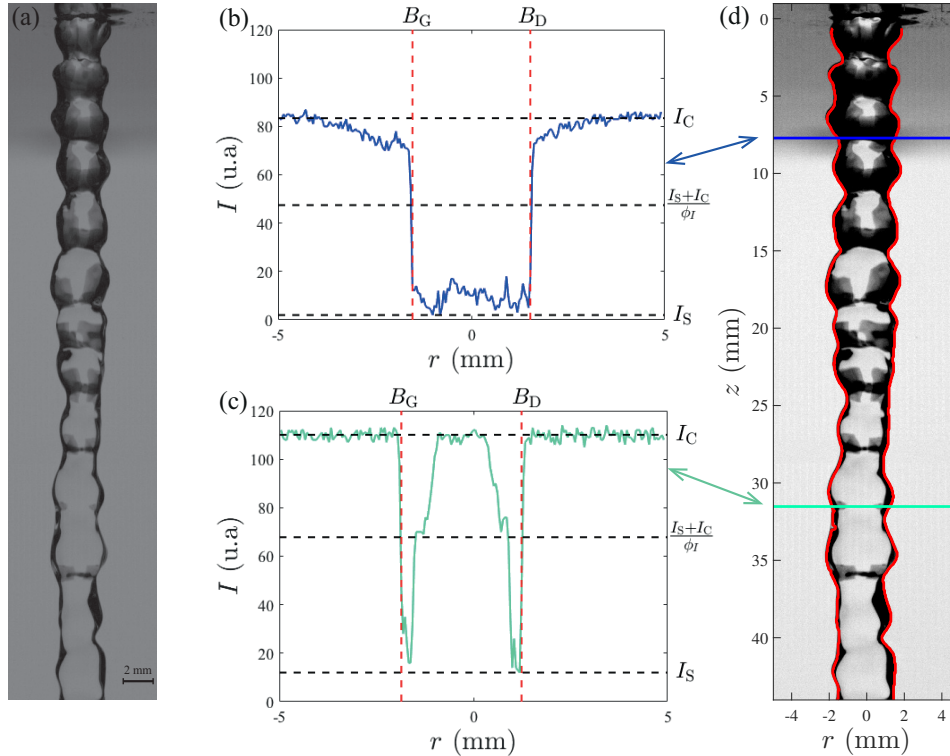 (a)
2 mm
(b)
B_G
B_D
120
100
80
60
40
20
0
I (u.a)
I_C
(I_S+I_C)/ϕ_I
I_S
-5
0
5
r (mm)
(c)
B_G
B_D
120
100
80
60
40
20
0
I (u.a)
I_C
(I_S+I_C)/ϕ_I
I_S
-5
0
5
r (mm)
(d)
0
5
10
15
20
25
30
35
40
z (mm)
-4
-2
0
2
4
r (mm)